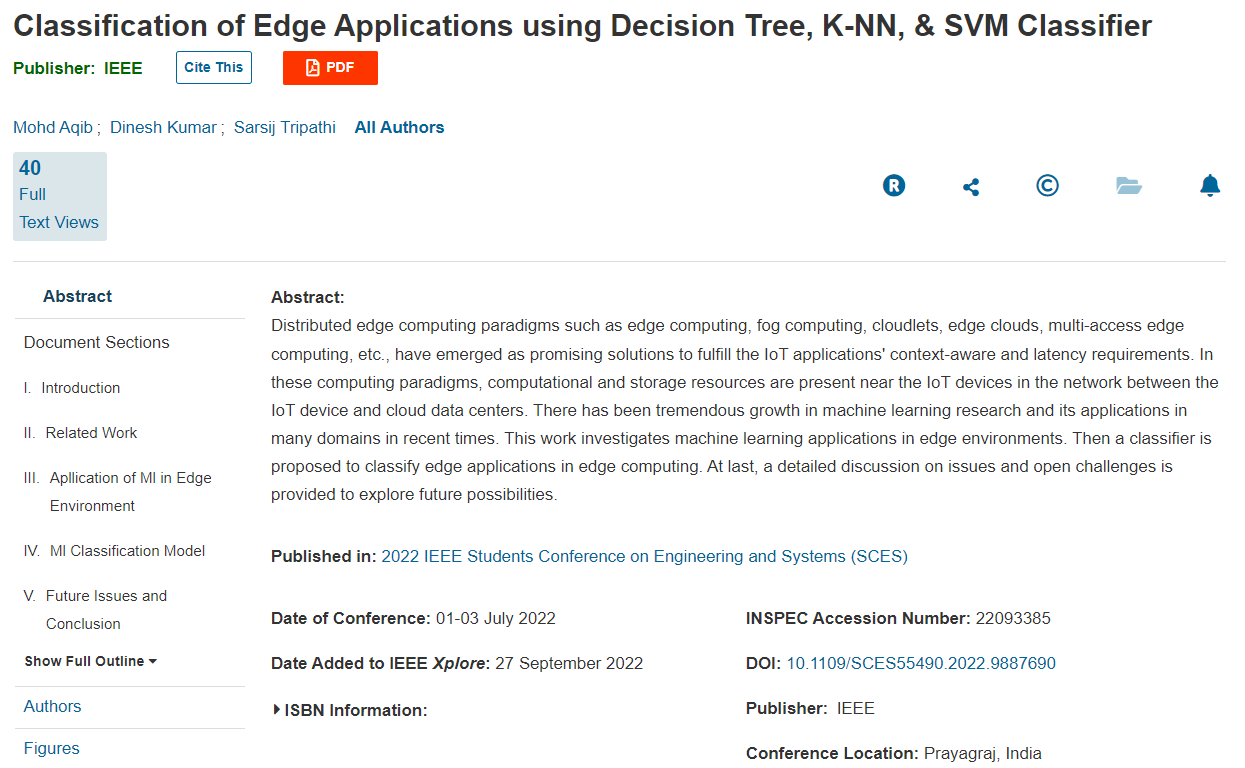 Classification of Edge Applications using Decision Tree, K-NN, & SVM Classifier
Publisher: IEEE
Cite This
PDF
Mohd Aqib ; Dinesh Kumar ; Sarsij Tripathi All Authors
40
Full
Text Views
R
C
Abstract
Document Sections
I. Introduction
II. Related Work
III. Apllication of Ml in Edge
Environment
IV. Ml Classification Model
V. Future Issues and
Conclusion
Show Full Outline
Authors
Figures
Abstract:
Distributed edge computing paradigms such as edge computing, fog computing, cloudlets, edge clouds, multi-access edge
computing, etc., have emerged as promising solutions to fulfill the IoT applications' context-aware and latency requirements. In
these computing paradigms, computational and storage resources are present near the IoT devices in the network between the
IoT device and cloud data centers. There has been tremendous growth in machine learning research and its applications in
many domains in recent times. This work investigates machine learning applications in edge environments. Then a classifier is
proposed to classify edge applications in edge computing. At last, a detailed discussion on issues and open challenges is
provided to explore future possibilities.
Published in: 2022 IEEE Students Conference on Engineering and Systems (SCES)
Date of Conference: 01-03 July 2022
Date Added to IEEE Xplore: 27 September 2022
ISBN Information:
INSPEC Accession Number: 22093385
DOI: 10.1109/SCES55490.2022.9887690
Publisher: IEEE
Conference Location: Prayagraj, India